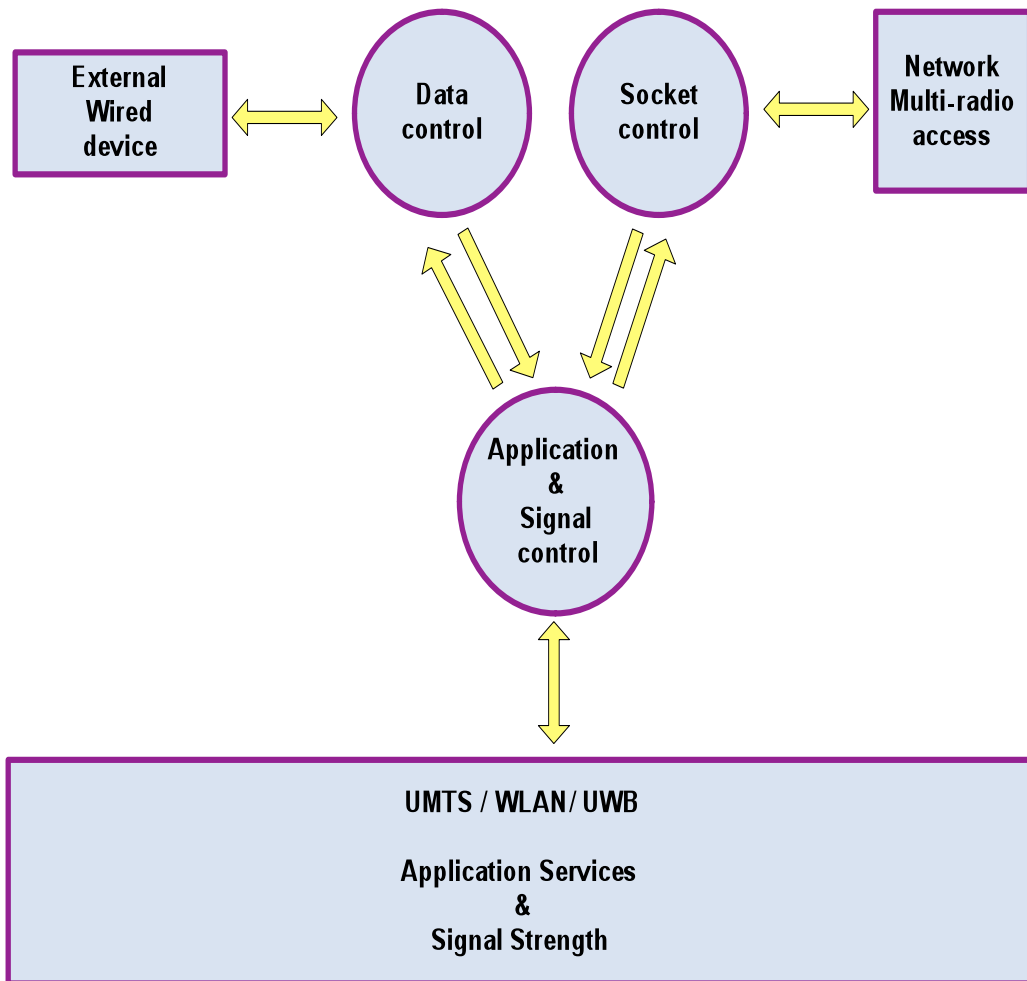 External
Wired
device
Data
control
Socket
control
Network
Multi-radio
access
Application
&
Signal
control
UMTS / WLAN/ UWB
Application Services
&
Signal Strength